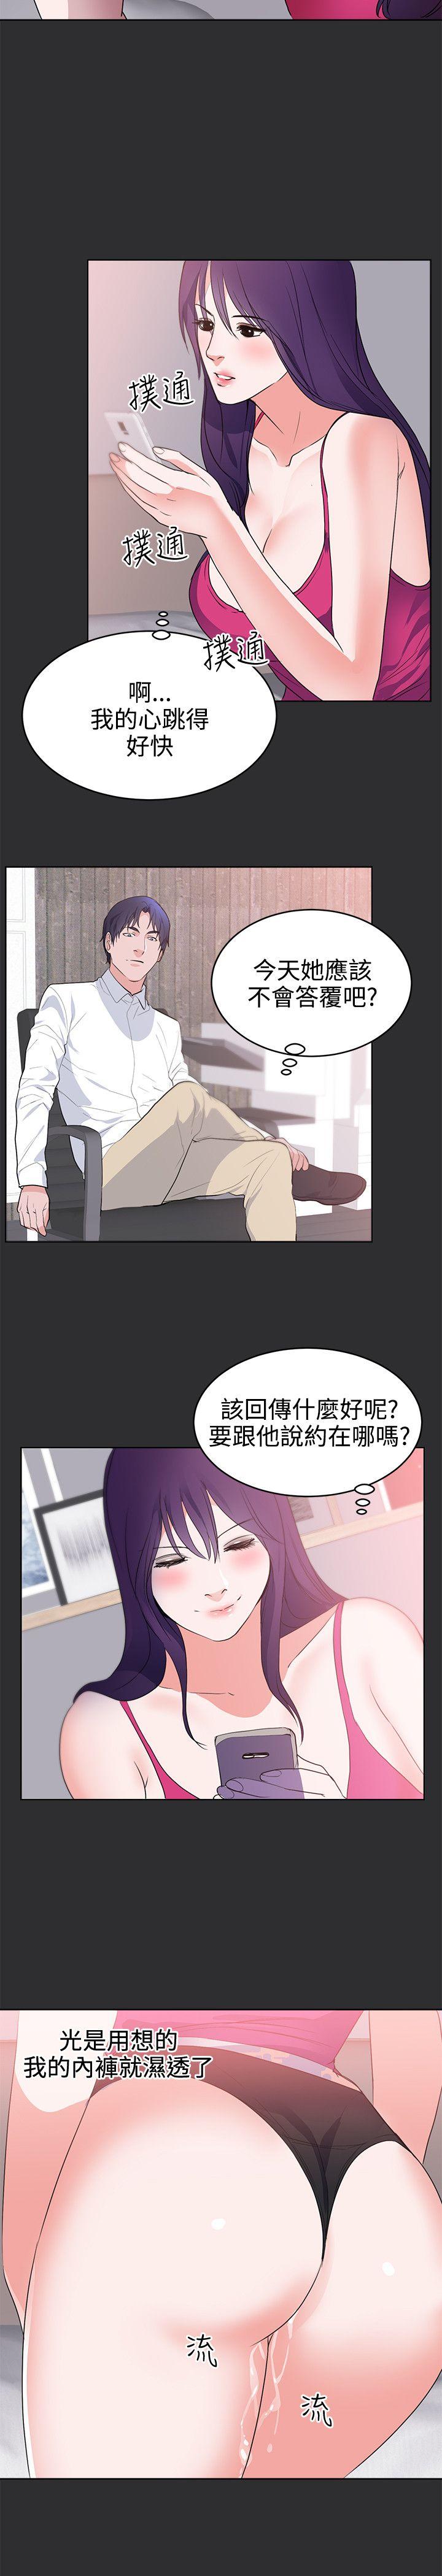 撲通
撲通
撲通
啊...
我的心跳得
好快
今天她應該
不會答覆吧?
該回傳什麼好呢?
要跟他說約在哪嗎?
光是用想的
我的內褲就濕透了
流
流